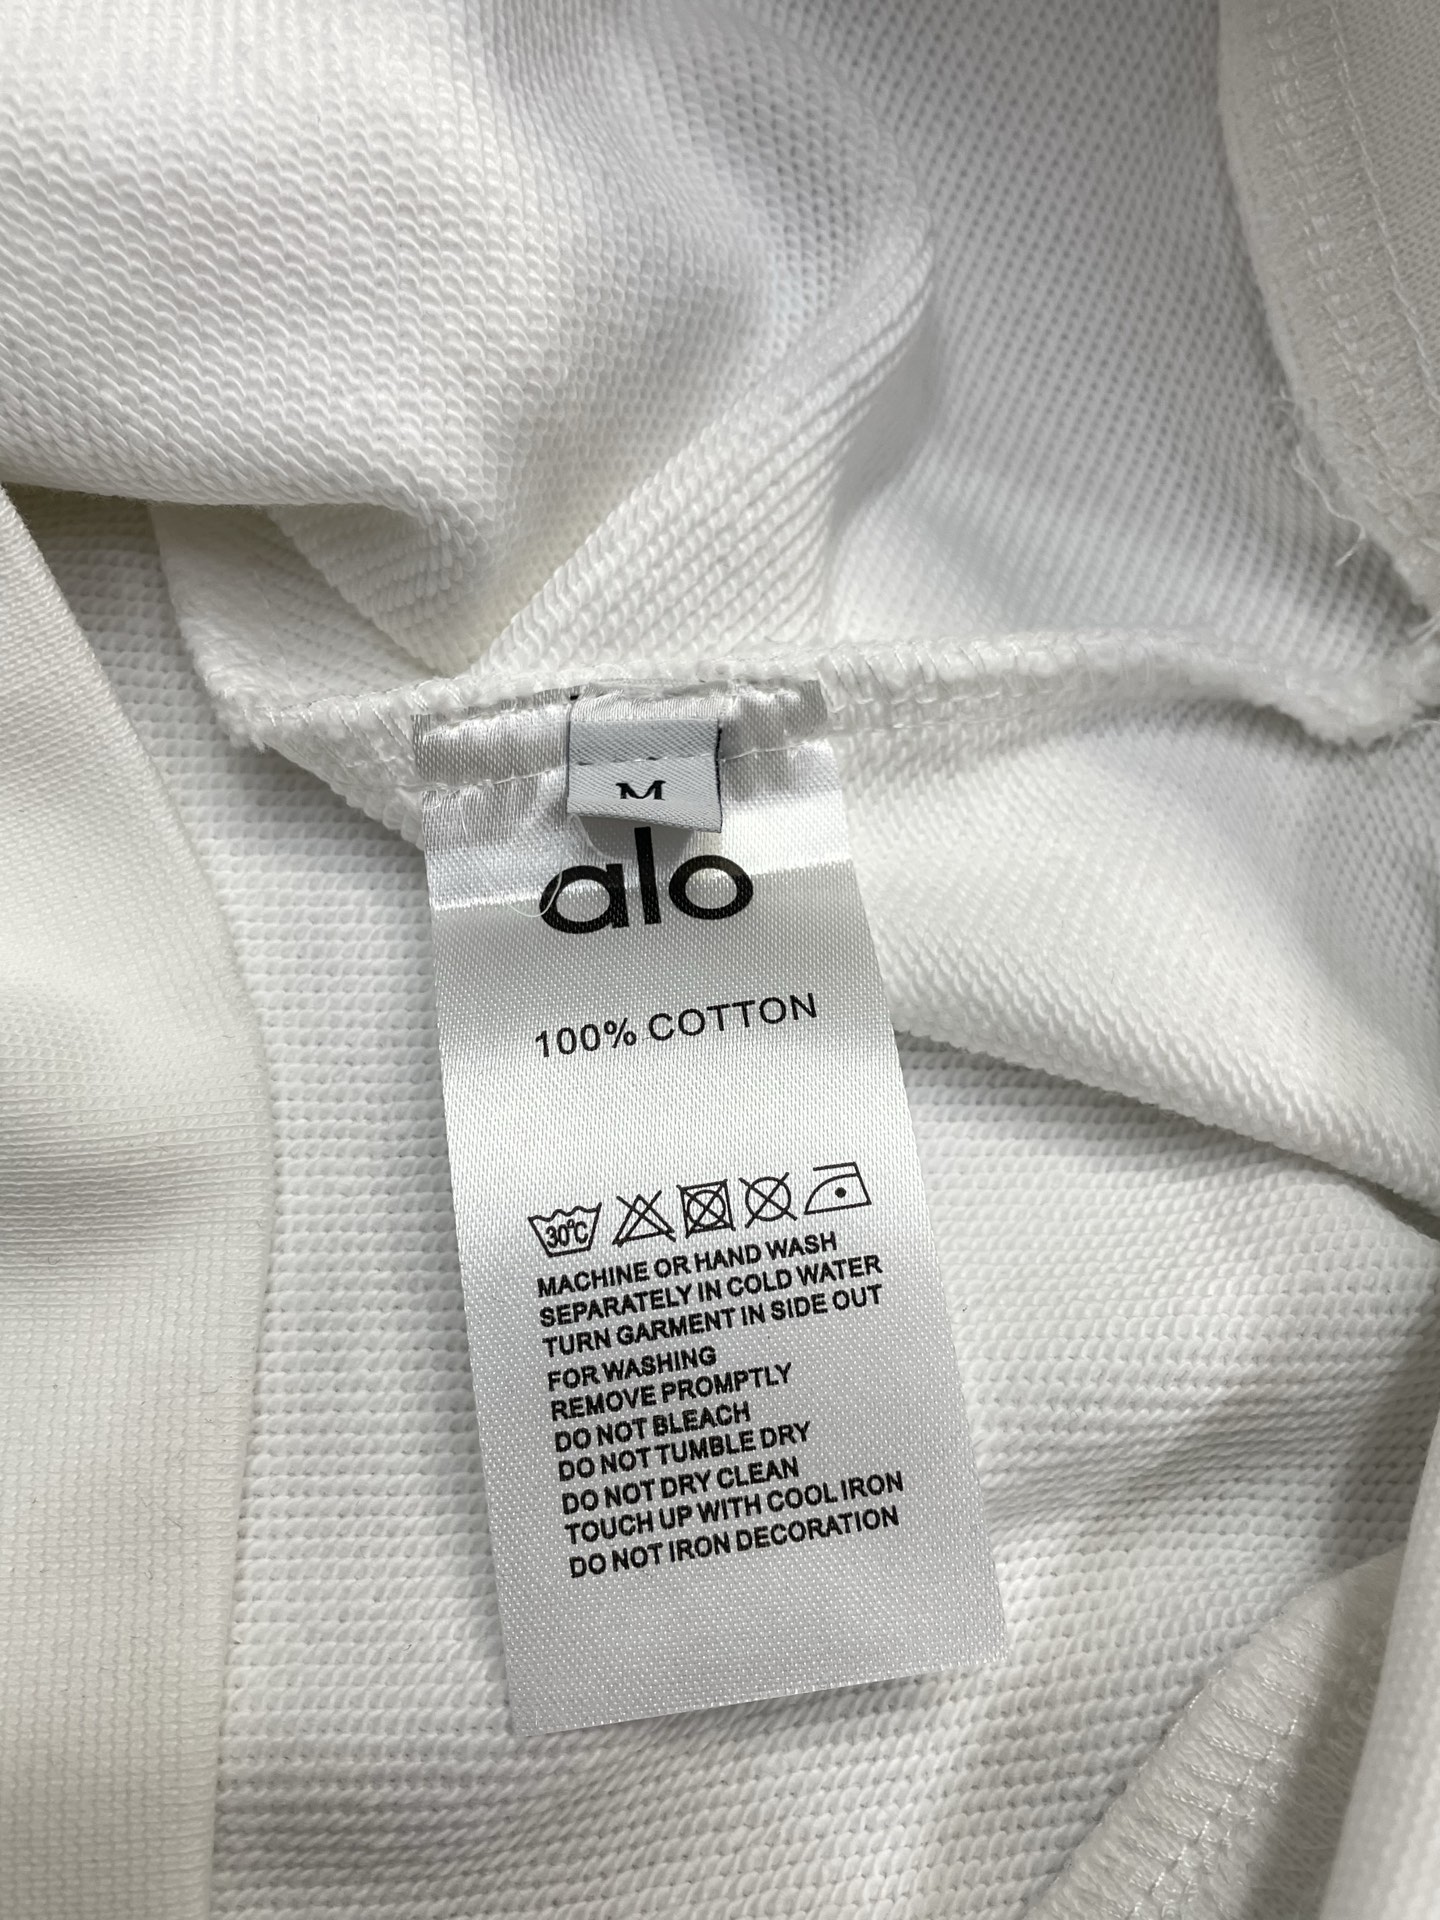 M
alo
100% COTTON
30°C
MACHINE OR HAND WASH
SEPARATELY IN COLD WATER
TURN GARMENT IN SIDE OUT
FOR WASHING
REMOVE PROMPTLY
DO NOT BLEACH
DO NOT TUMBLE DRY
DO NOT DRY CLEAN
TOUCH UP WITH COOL IRON
DO NOT IRON DECORATION